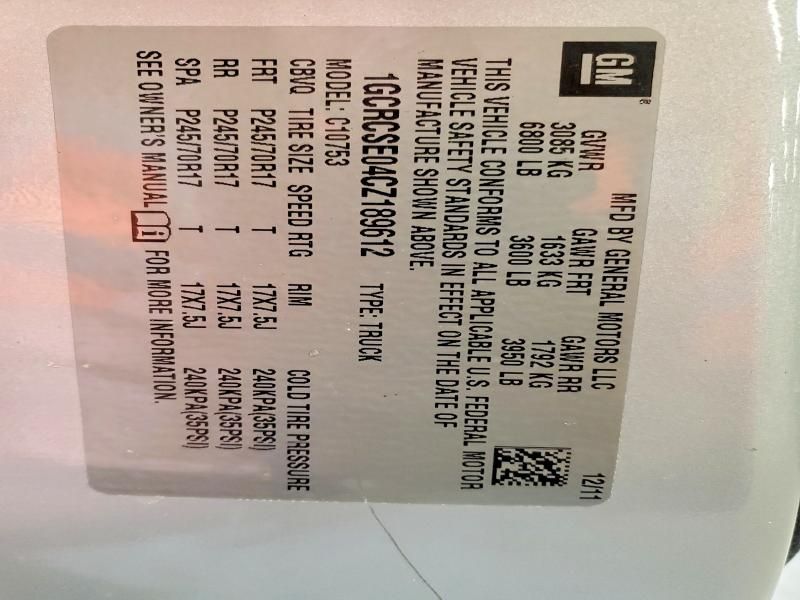 GM
MFD BY GENERAL MOTORS LLC 12/11
GVWR GAWR FRT GAWR RR
3085 KG 1633 KG 1792 KG
6800 LB 3600 LB 3950 LB
THIS VEHICLE CONFORMS TO ALL APPLICABLE U.S. FEDERAL MOTOR
VEHICLE SAFETY STANDARDS IN EFFECT ON THE DATE OF
MANUFACTURE SHOWN ABOVE.
1GCRCSE04CZ189612 TYPE: TRUCK
MODEL: C10753
CBVQ TIRE SIZE SPEED RTG RIM COLD TIRE PRESSURE
FRT P245/70R17 T 17X7.5J 240KPA(35PSI)
RR P245/70R17 T 17X7.5J 240KPA(35PSI)
SPA P245/70R17 T 17X7.5J 240KPA(35PSI)
SEE OWNER'S MANUAL i FOR MORE INFORMATION.